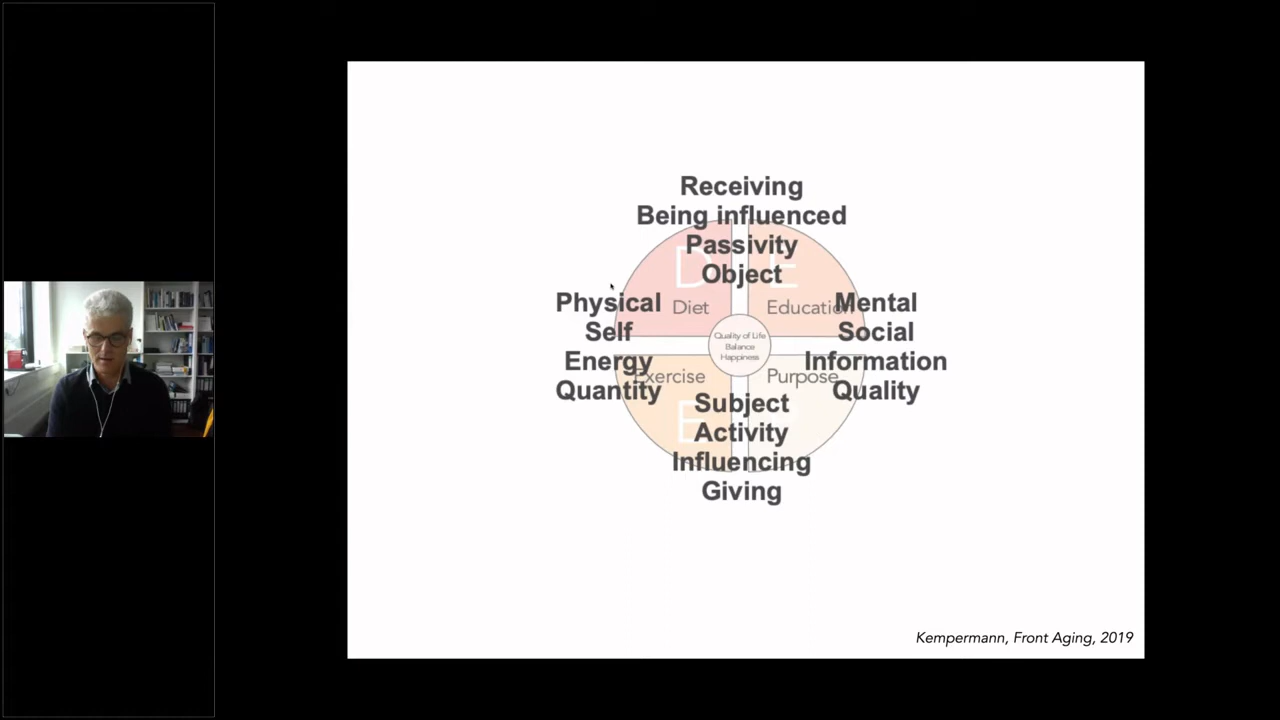 Receiving
Being influenced
Passivity
Object
D
E
Diet
Education
Physical
Self
Energy
Quantity
Mental
Social
Information
Quality
Quality of Life
Balance
Happiness
Exercise
Purpose
E
Subject
Activity
Influencing
Giving
Kempermann, Front Aging, 2019